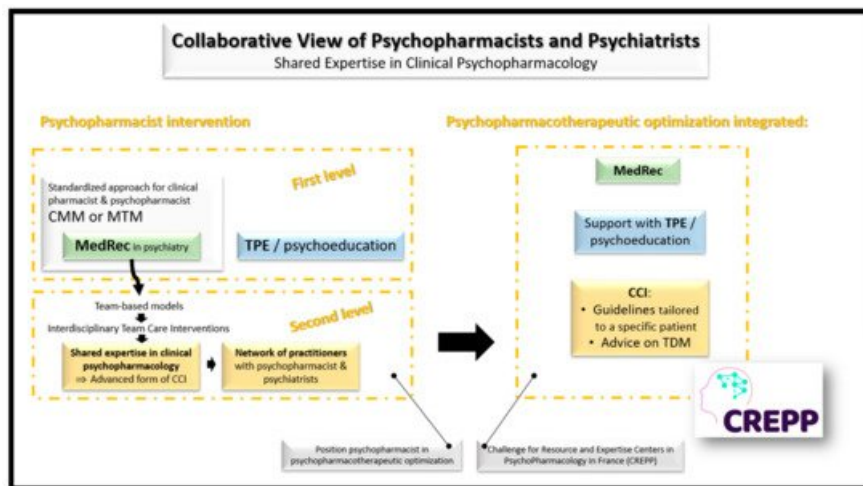 Collaborative View of Psychopharmacists and Psychiatrists
Shared Expertise in Clinical Psychopharmacology
Psychopharmacist intervention
First level
Standardized approach for clinical
pharmacist & psychopharmacist
CMM or MTM
MedRec in psychiatry
TPE / psychoeducation
Second level
Team-based models
Interdisciplinary Team Care Interventions
Shared expertise in clinical
psychopharmacology
⇒ Advanced form of CCI
Network of practitioners
with psychopharmacist &
psychiatrists
Psychopharmacotherapeutic optimization integrated:
MedRec
Support with TPE /
psychoeducation
CCI:
• Guidelines tailored
to a specific patient
• Advice on TDM
CREPP
Position psychopharmacist in
psychopharmacotherapeutic optimization
Challenge for Resource and Expertise Centers in
PsychoPharmacology in France (CREPP)